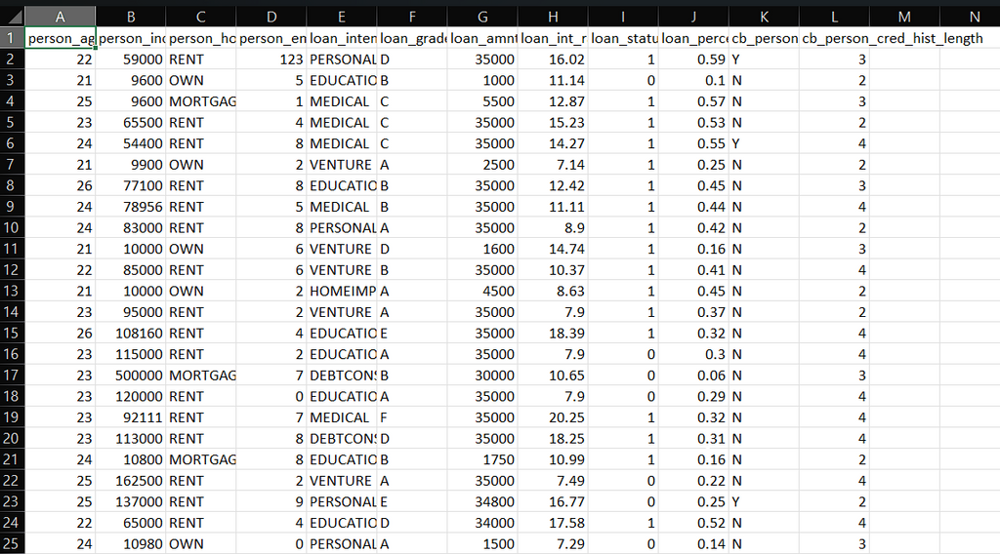 A B C D E F G H I J K L M N
1 person_ag person_inc person_ho person_en loan_inten loan_grade loan_amnt loan_int_r loan_statu loan_perce cb_person cb_person_cred_hist_length
2 22 59000 RENT 123 PERSONAL D 35000 16.02 1 0.59 Y 3
3 21 9600 OWN 5 EDUCATIO B 1000 11.14 0 0.1 N 2
4 25 9600 MORTGAG 1 MEDICAL C 5500 12.87 1 0.57 N 3
5 23 65500 RENT 4 MEDICAL C 35000 15.23 1 0.53 N 2
6 24 54400 RENT 8 MEDICAL C 35000 14.27 1 0.55 Y 4
7 21 9900 OWN 2 VENTURE A 2500 7.14 1 0.25 N 2
8 26 77100 RENT 8 EDUCATIO B 35000 12.42 1 0.45 N 3
9 24 78956 RENT 5 MEDICAL B 35000 11.11 1 0.44 N 4
10 24 83000 RENT 8 PERSONAL A 35000 8.9 1 0.42 N 2
11 21 10000 OWN 6 VENTURE D 1600 14.74 1 0.16 N 3
12 22 85000 RENT 6 VENTURE B 35000 10.37 1 0.41 N 4
13 21 10000 OWN 2 HOMEIMP A 4500 8.63 1 0.45 N 2
14 23 95000 RENT 2 VENTURE A 35000 7.9 1 0.37 N 2
15 26 108160 RENT 4 EDUCATIO E 35000 18.39 1 0.32 N 4
16 23 115000 RENT 2 EDUCATIO A 35000 7.9 0 0.3 N 4
17 23 500000 MORTGAG 7 DEBTCONS B 30000 10.65 0 0.06 N 3
18 23 120000 RENT 0 EDUCATIO A 35000 7.9 0 0.29 N 4
19 23 92111 RENT 7 MEDICAL F 35000 20.25 1 0.32 N 4
20 23 113000 RENT 8 DEBTCONS D 35000 18.25 1 0.31 N 4
21 24 10800 MORTGAG 8 EDUCATIO B 1750 10.99 1 0.16 N 2
22 25 162500 RENT 2 VENTURE A 35000 7.49 0 0.22 N 4
23 25 137000 RENT 9 PERSONAL E 34800 16.77 0 0.25 Y 2
24 22 65000 RENT 4 EDUCATIO D 34000 17.58 1 0.52 N 4
25 24 10980 OWN 0 PERSONAL A 1500 7.29 0 0.14 N 3